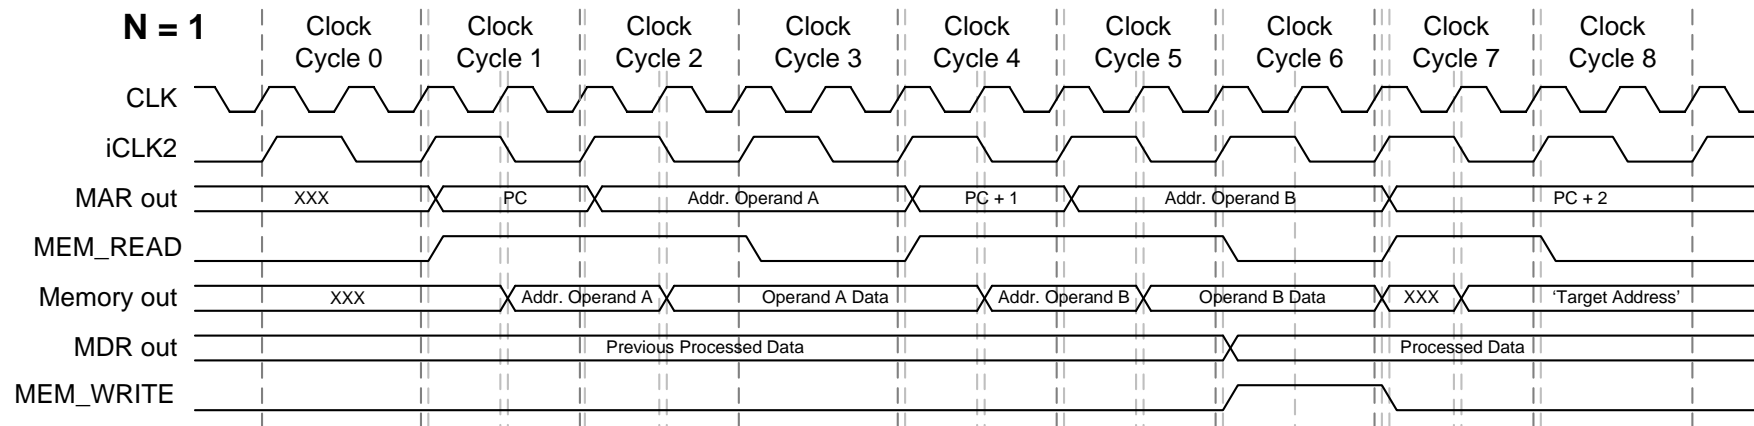 N = 1
Clock Cycle 0
Clock Cycle 1
Clock Cycle 2
Clock Cycle 3
Clock Cycle 4
Clock Cycle 5
Clock Cycle 6
Clock Cycle 7
Clock Cycle 8
CLK
iCLK2
MAR out
XXX
PC
Addr. Operand A
PC + 1
Addr. Operand B
PC + 2
MEM_READ
Memory out
XXX
Addr. Operand A
Operand A Data
Addr. Operand B
Operand B Data
XXX
‘Target Address’
MDR out
Previous Processed Data
Processed Data
MEM_WRITE